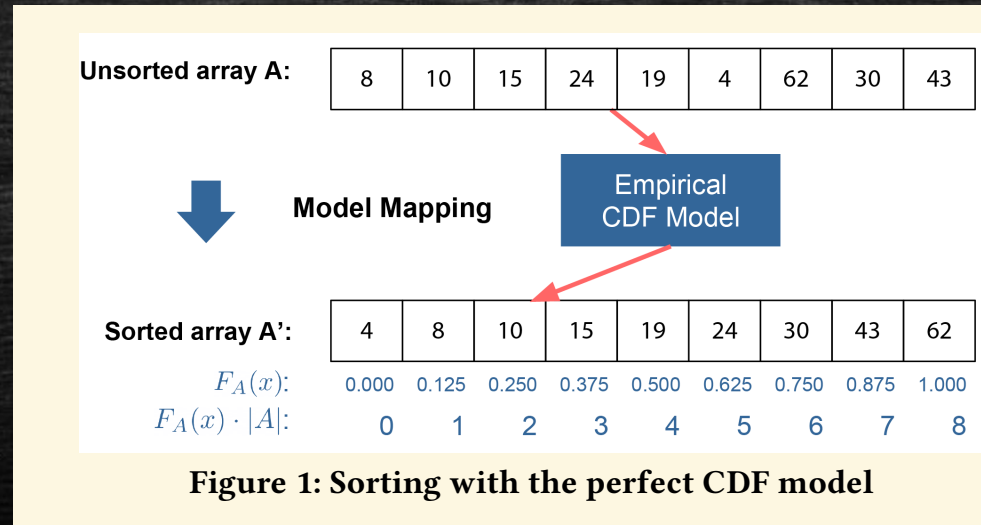 Unsorted array A: 8 10 15 24 19 4 62 30 43
Empirical
CDF Model
Model Mapping
Sorted array A’: 4 8 10 15 19 24 30 43 62
F_A(x): 0.000 0.125 0.250 0.375 0.500 0.625 0.750 0.875 1.000
F_A(x) · |A|: 0 1 2 3 4 5 6 7 8
Figure 1: Sorting with the perfect CDF model